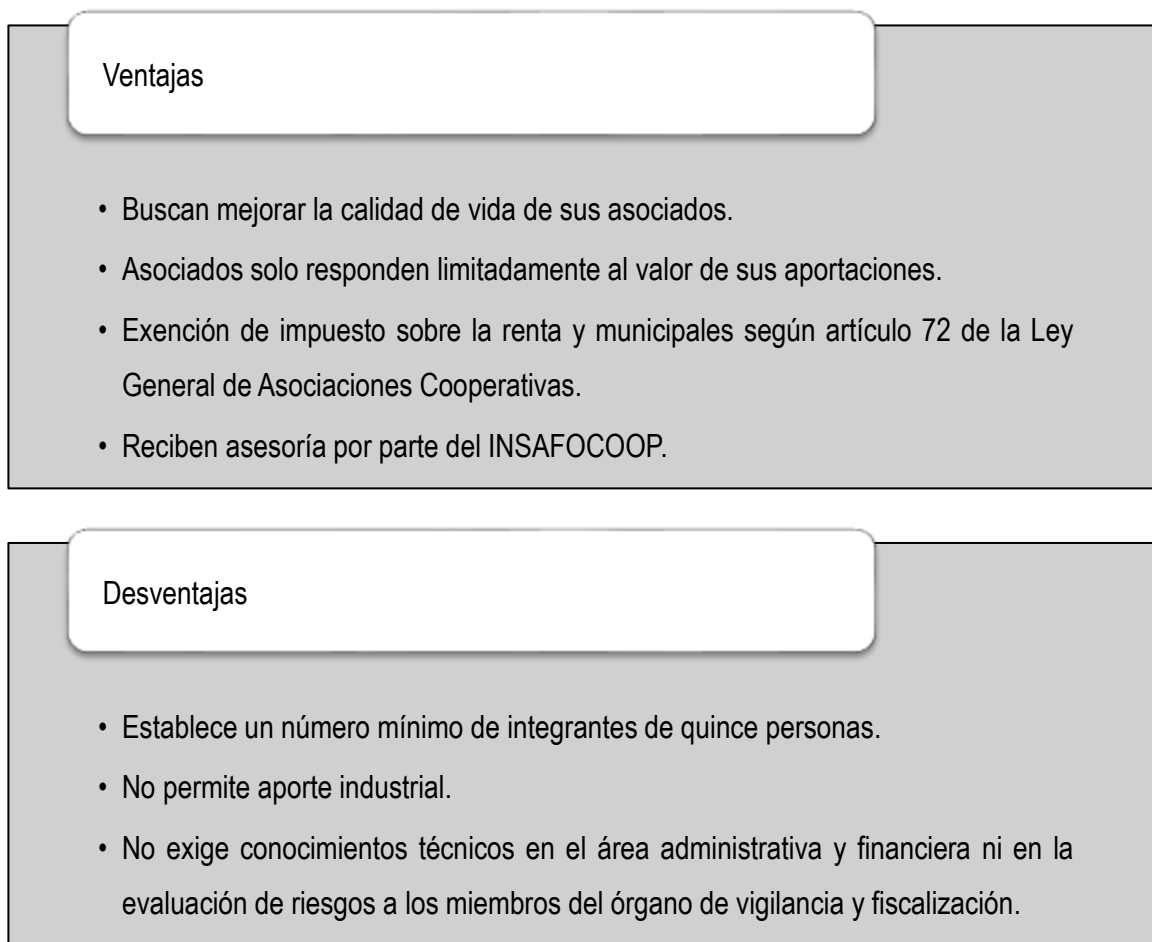 Ventajas
• Buscan mejorar la calidad de vida de sus asociados.
• Asociados solo responden limitadamente al valor de sus aportaciones.
• Exención de impuesto sobre la renta y municipales según artículo 72 de la Ley
General de Asociaciones Cooperativas.
• Reciben asesoría por parte del INSAFOCOOP.
Desventajas
• Establece un número mínimo de integrantes de quince personas.
• No permite aporte industrial.
• No exige conocimientos técnicos en el área administrativa y financiera ni en la
evaluación de riesgos a los miembros del órgano de vigilancia y fiscalización.